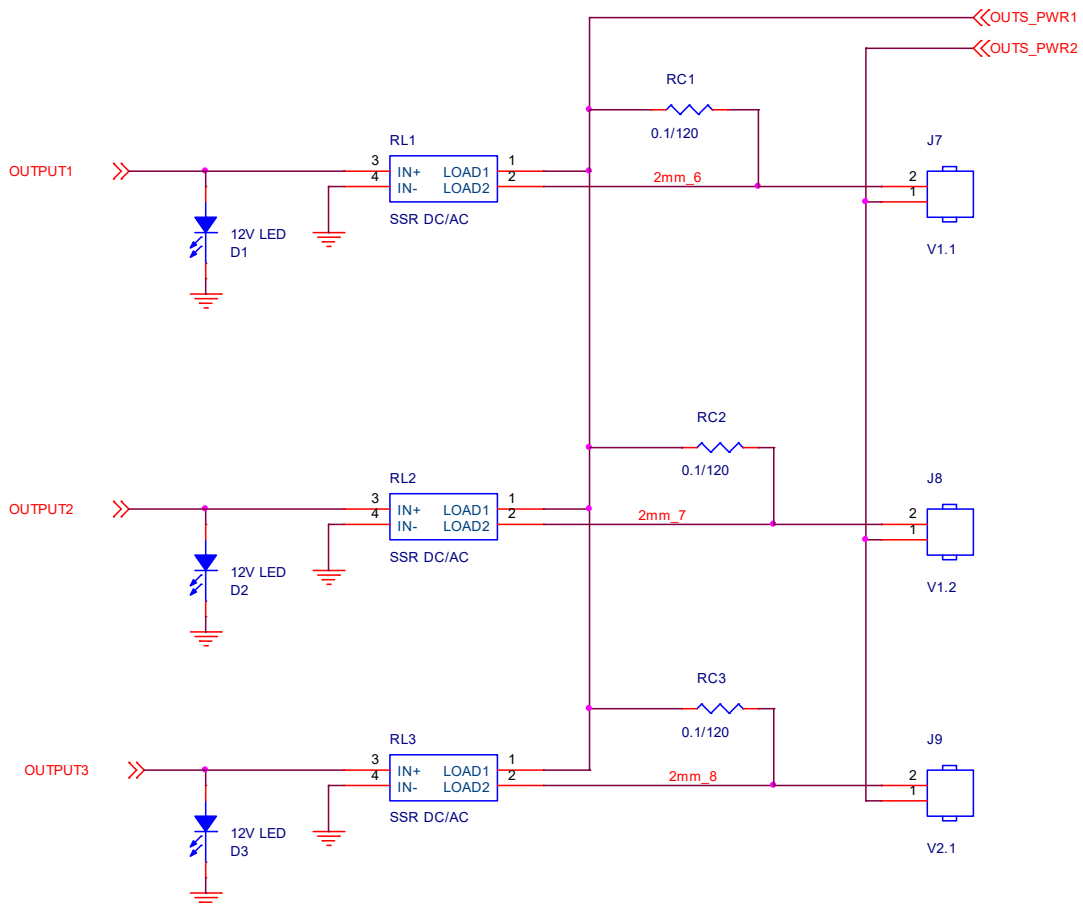 OUTS_PWR1
OUTS_PWR2
RC1
0.1/120
J7
RL1
OUTPUT1
3 IN+ LOAD1 1
4 IN- LOAD2 2
2mm_6
2
1
SSR DC/AC
12V LED
D1
V1.1
RC2
0.1/120
J8
RL2
OUTPUT2
3 IN+ LOAD1 1
4 IN- LOAD2 2
2mm_7
2
1
SSR DC/AC
12V LED
D2
V1.2
RC3
0.1/120
J9
RL3
OUTPUT3
3 IN+ LOAD1 1
4 IN- LOAD2 2
2mm_8
2
1
SSR DC/AC
12V LED
D3
V2.1